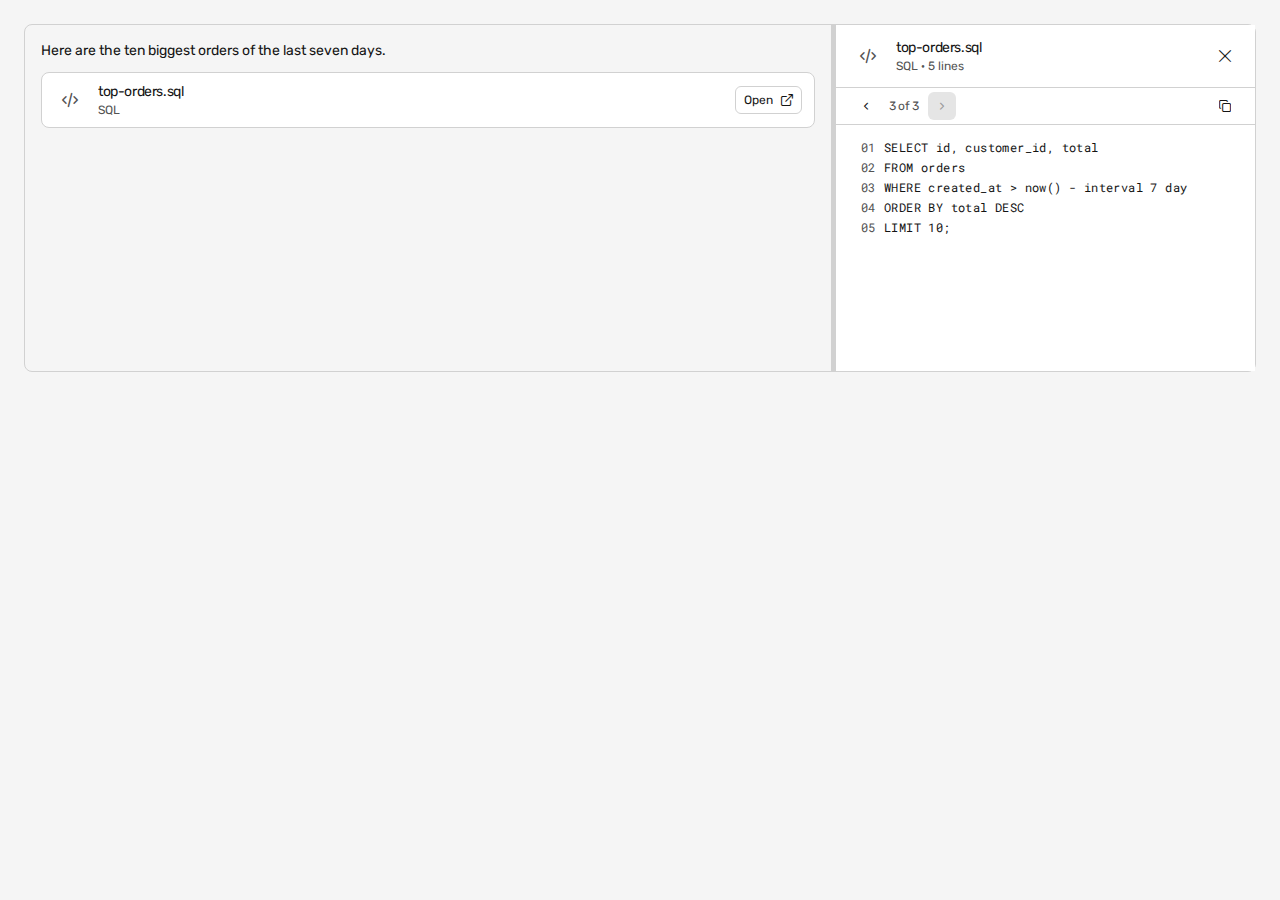 Here are the ten biggest orders of the last seven days.
top-orders.sql
SQL
Open
top-orders.sql
SQL • 5 lines
3 of 3
01 SELECT id, customer_id, total
02 FROM orders
03 WHERE created_at > now() - interval 7 day
04 ORDER BY total DESC
05 LIMIT 10;